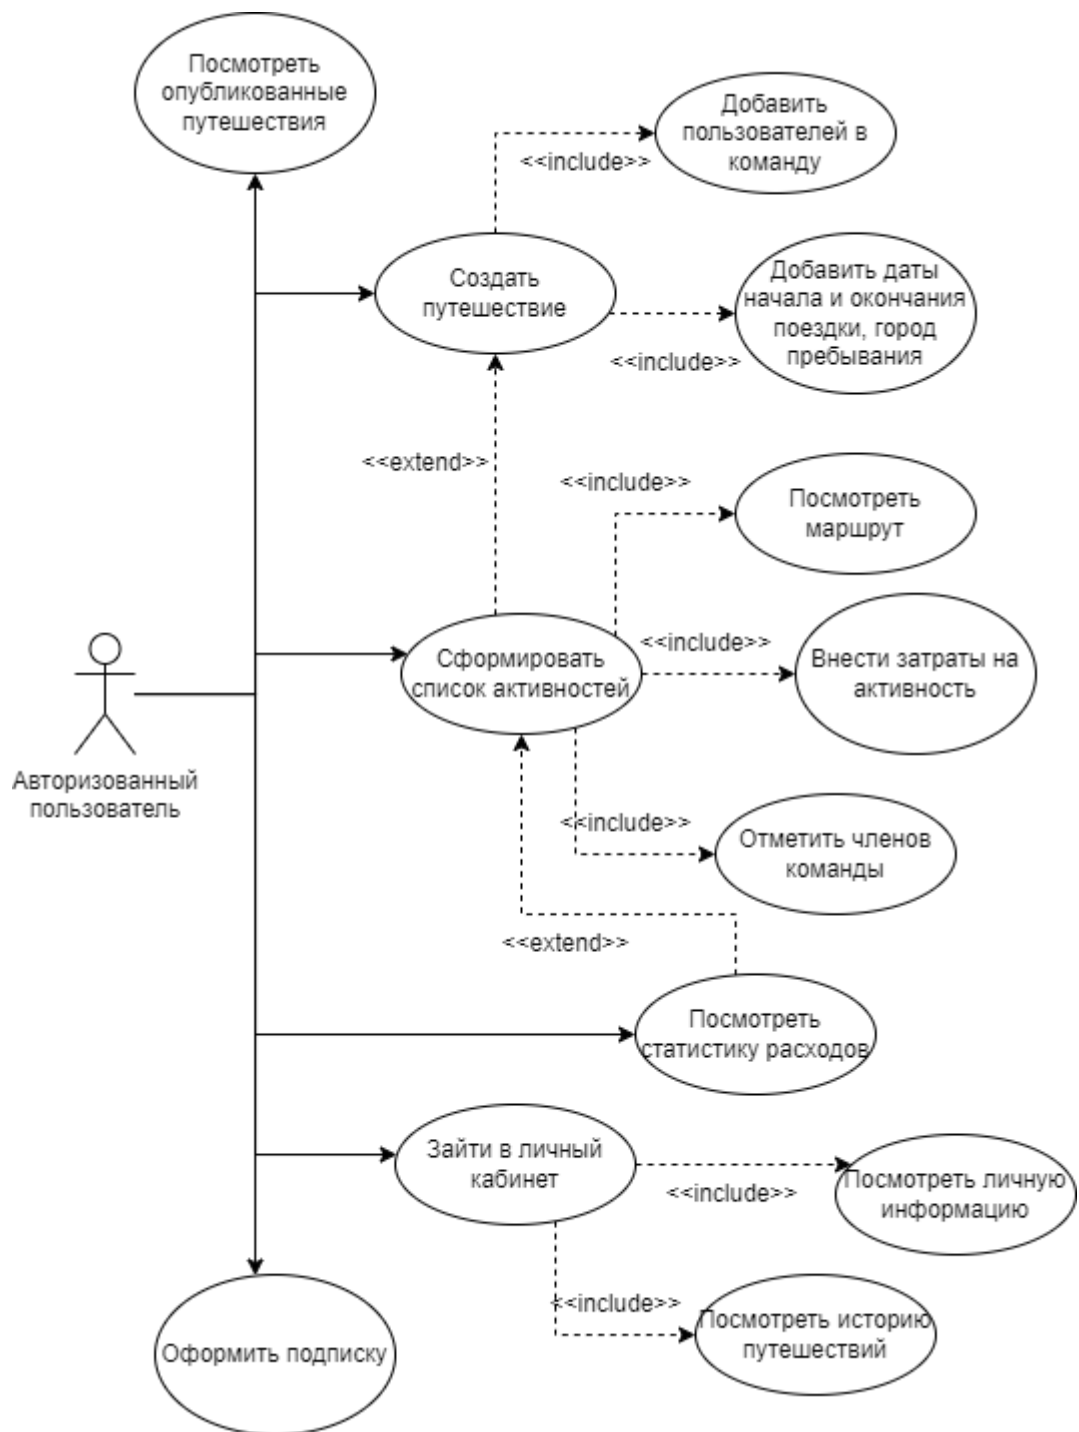 Посмотреть
опубликованные
путешествия
Добавить
пользователей в
команду
<<include>>
Создать
путешествие
Добавить даты
начала и окончания
поездки, город
пребывания
<<include>>
<<extend>>
<<include>>
Посмотреть
маршрут
Сформировать
список активностей
<<include>>
Внести затраты на
активность
Авторизованный
пользователь
<<include>>
Отметить членов
команды
<<extend>>
Посмотреть
статистику расходов
Зайти в личный
кабинет
<<include>>
Посмотреть личную
информацию
<<include>>
Посмотреть историю
путешествий
Оформить подписку